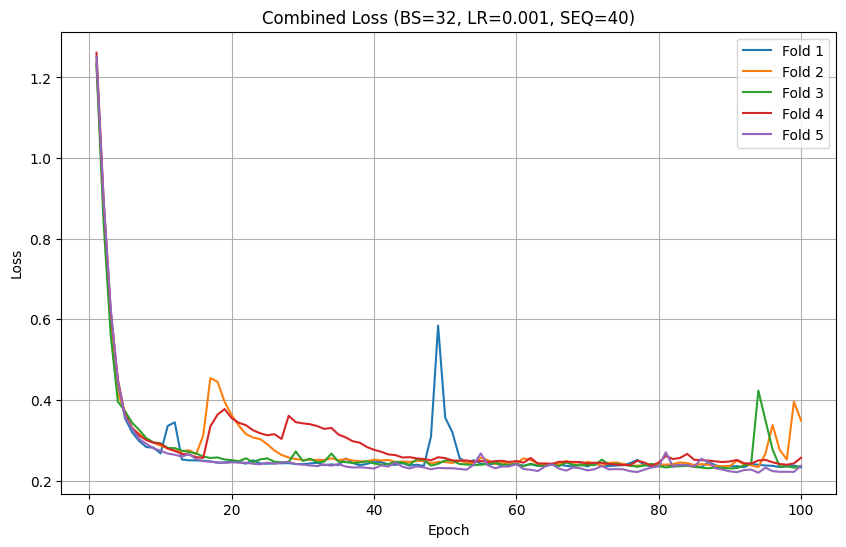 Combined Loss (BS=32, LR=0.001, SEQ=40)
Fold 1
Fold 2
Fold 3
Fold 4
Fold 5
Loss
1.2
1.0
0.8
0.6
0.4
0.2
0 20 40 60 80 100
Epoch